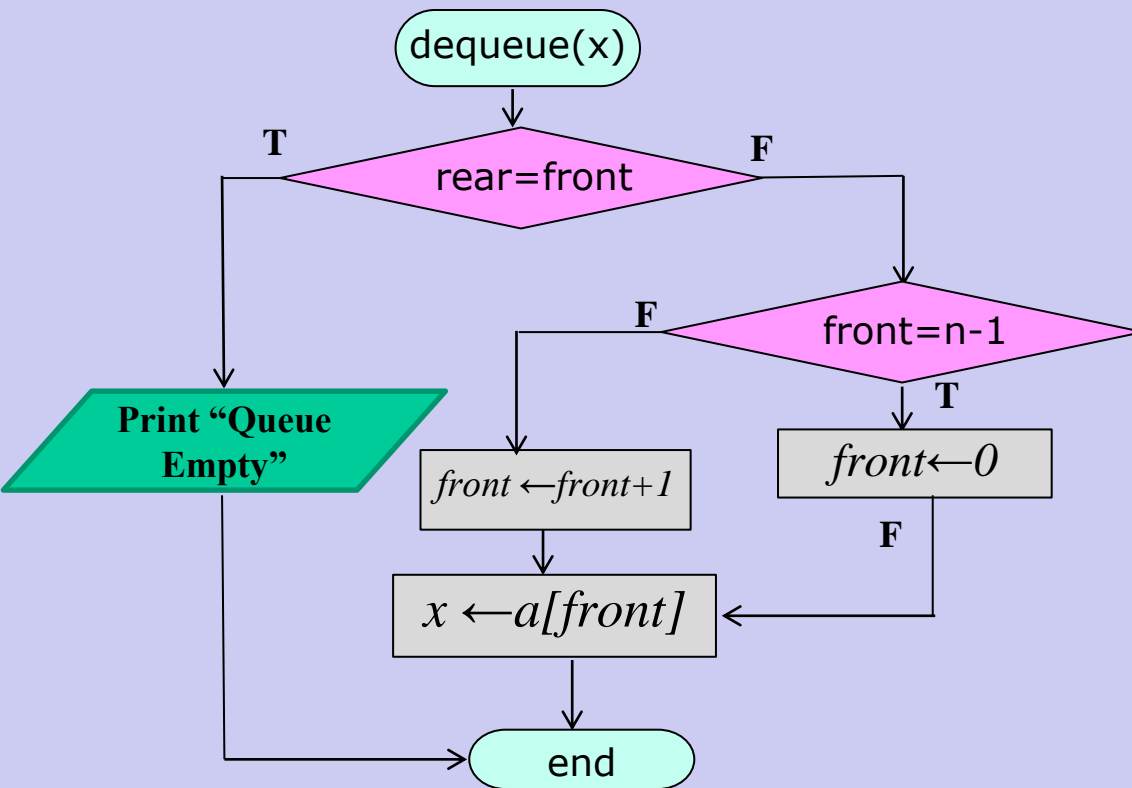 dequeue(x)
T
F
rear=front
F
front=n-1
T
Print “Queue
Empty”
front ←front+1
front←0
F
x ←a[front]
end